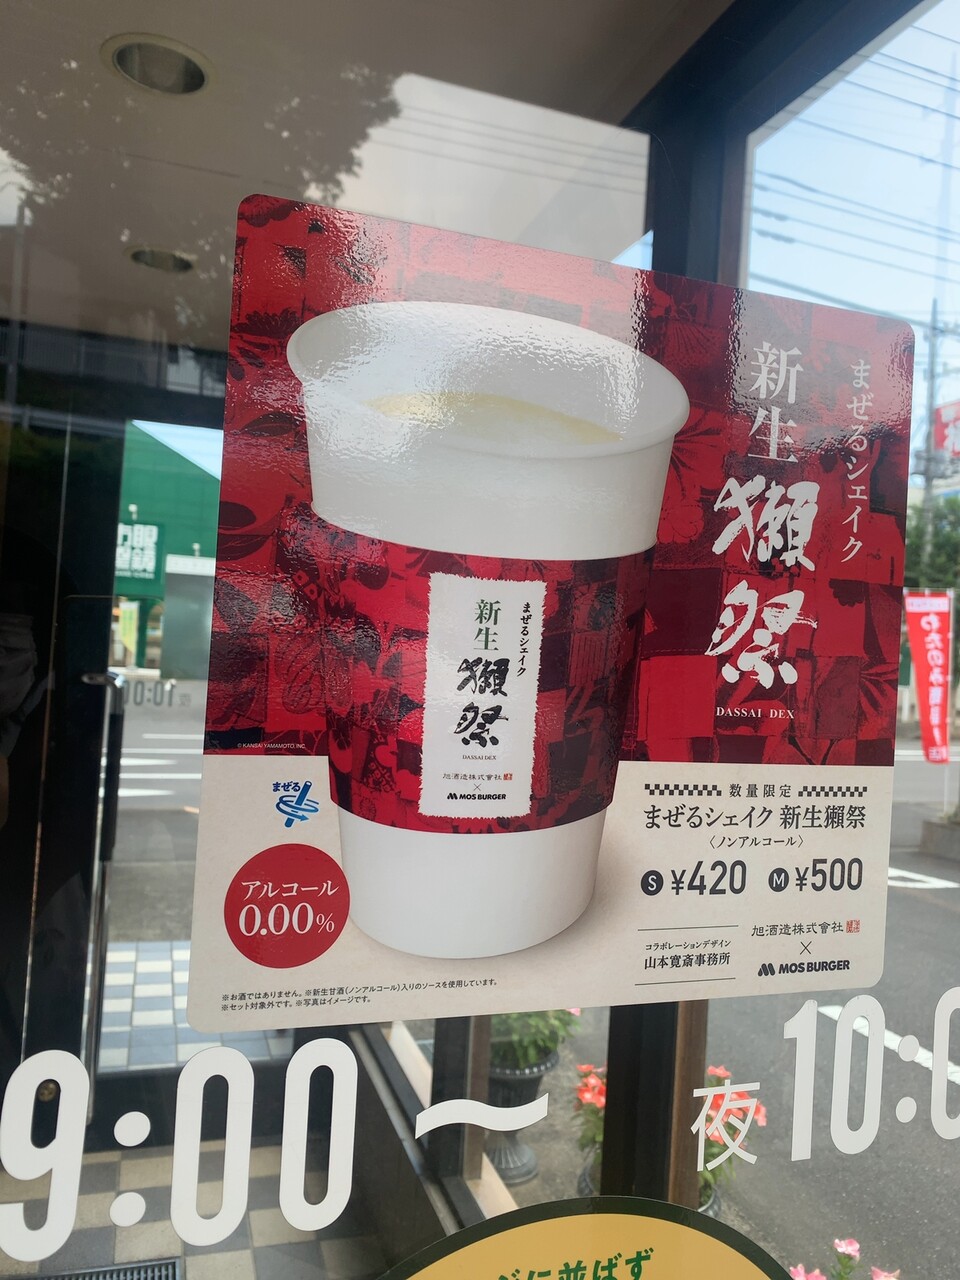 まぜるシェイク
新生
獺祭
DASSAI DEX
まぜるシェイク
新生
獺祭
DASSAI DEX
旭酒造株式會社
×
MOS BURGER
© KANSAI YAMAMOTO, INC.
まぜる
アルコール
0.00%
数量限定
まぜるシェイク 新生獺祭
〈ノンアルコール〉
S ¥420 M ¥500
コラボレーションデザイン
山本寛斎事務所
旭酒造株式會社
×
MOS BURGER
※お酒ではありません。※新生甘酒(ノンアルコール)入りのソースを使用しています。
※セット対象外です。※写真はイメージです。
9:00～
夜10:0
に並ばず